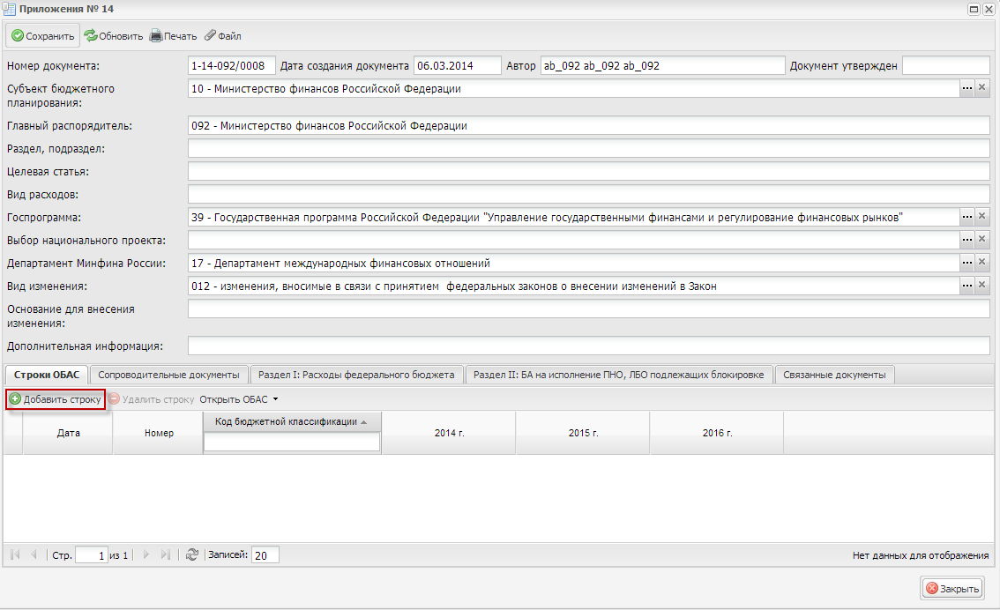 Приложения № 14
Сохранить Обновить Печать Файл
Номер документа: 1-14-092/0008 Дата создания документа 06.03.2014 Автор ab_092 ab_092 ab_092 Документ утвержден
Субъект бюджетного
планирования:
10 - Министерство финансов Российской Федерации
Главный распорядитель: 092 - Министерство финансов Российской Федерации
Раздел, подраздел:
Целевая статья:
Вид расходов:
Госпрограмма: 39 - Государственная программа Российской Федерации "Управление государственными финансами и регулирование финансовых рынков"
Выбор национального проекта:
Департамент Минфина России: 17 - Департамент международных финансовых отношений
Вид изменения: 012 - изменения, вносимые в связи с принятием федеральных законов о внесении изменений в Закон
Основание для внесения
изменения:
Дополнительная информация:
Строки ОБАС Сопроводительные документы Раздел I: Расходы федерального бюджета Раздел II: БА на исполнение ПНО, ЛБО подлежащих блокировке Связанные документы
Добавить строку Удалить строку Открыть ОБАС
Дата Номер Код бюджетной классификации 2014 г. 2015 г. 2016 г.
Стр. 1 из 1 Записей: 20 Нет данных для отображения
Закрыть